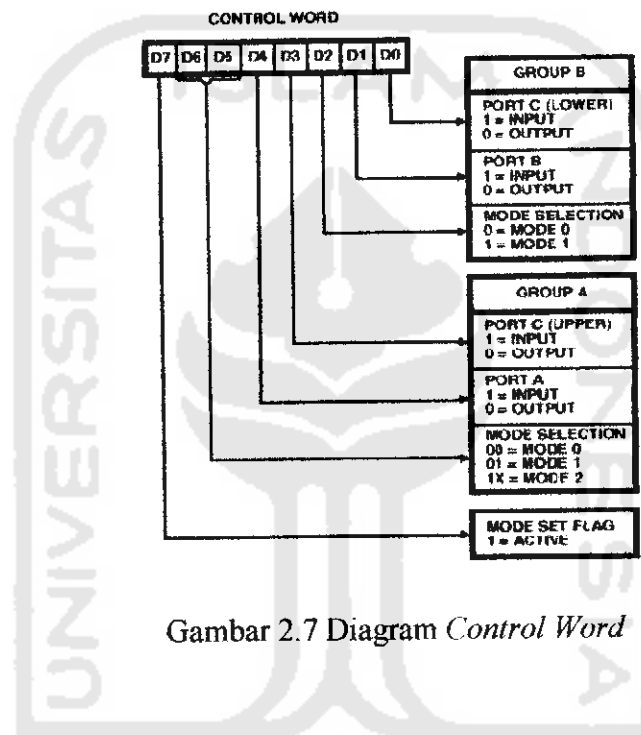 CONTROL WORD
D7 D6 D5 D4 D3 D2 D1 D0
GROUP B
PORT C (LOWER)
1 = INPUT
0 = OUTPUT
PORT B
1 = INPUT
0 = OUTPUT
MODE SELECTION
0 = MODE 0
1 = MODE 1
GROUP A
PORT C (UPPER)
1 = INPUT
0 = OUTPUT
PORT A
1 = INPUT
0 = OUTPUT
MODE SELECTION
00 = MODE 0
01 = MODE 1
1X = MODE 2
MODE SET FLAG
1 = ACTIVE
Gambar 2.7 Diagram Control Word
UNIVERSITAS
ISLAM
INDONESIA